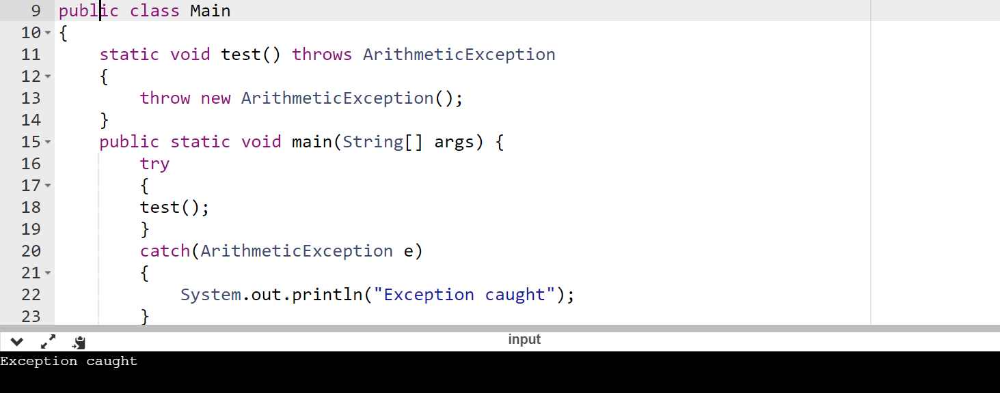 9 public class Main
10 {
11 static void test() throws ArithmeticException
12 {
13 throw new ArithmeticException();
14 }
15 public static void main(String[] args) {
16 try
17 {
18 test();
19 }
20 catch(ArithmeticException e)
21 {
22 System.out.println("Exception caught");
23 }
input
Exception caught